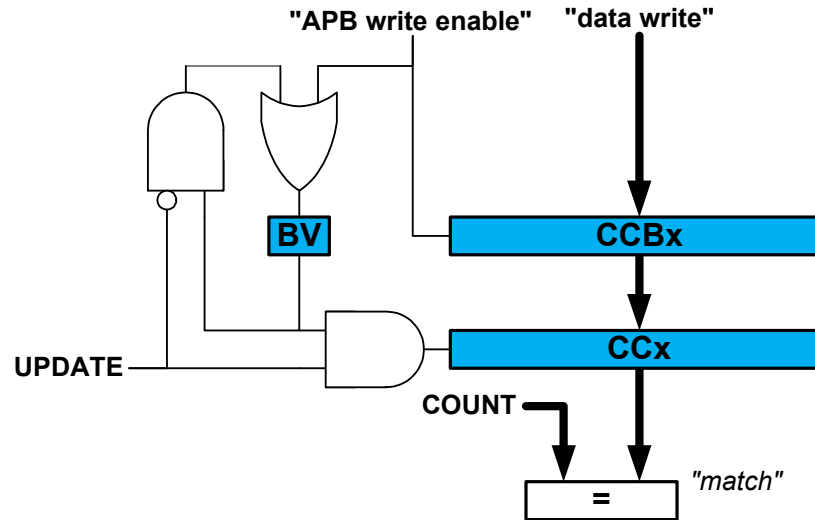 "APB write enable"
"data write"
BV
CCBx
CCx
UPDATE
COUNT
"match"
=